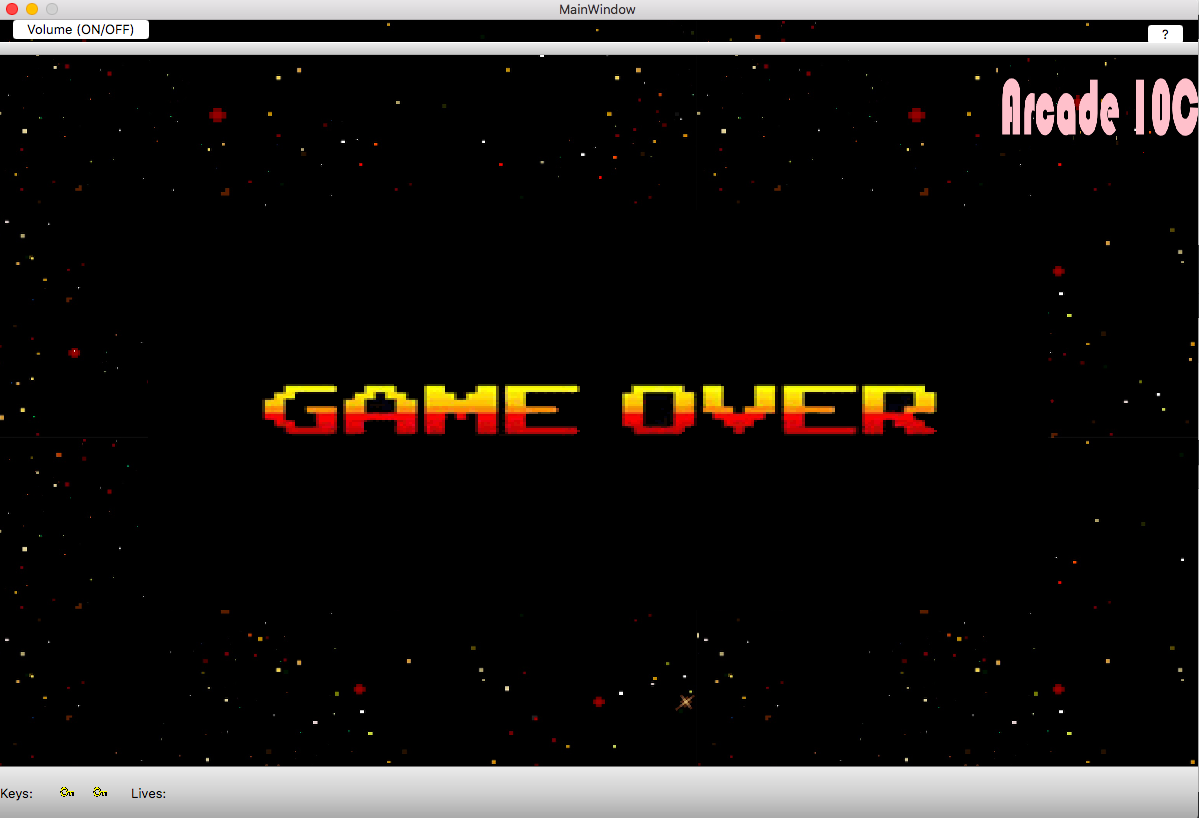 MainWindow
Volume (ON/OFF)
?
Arcade 10C
GAME OVER
Keys:
Lives: